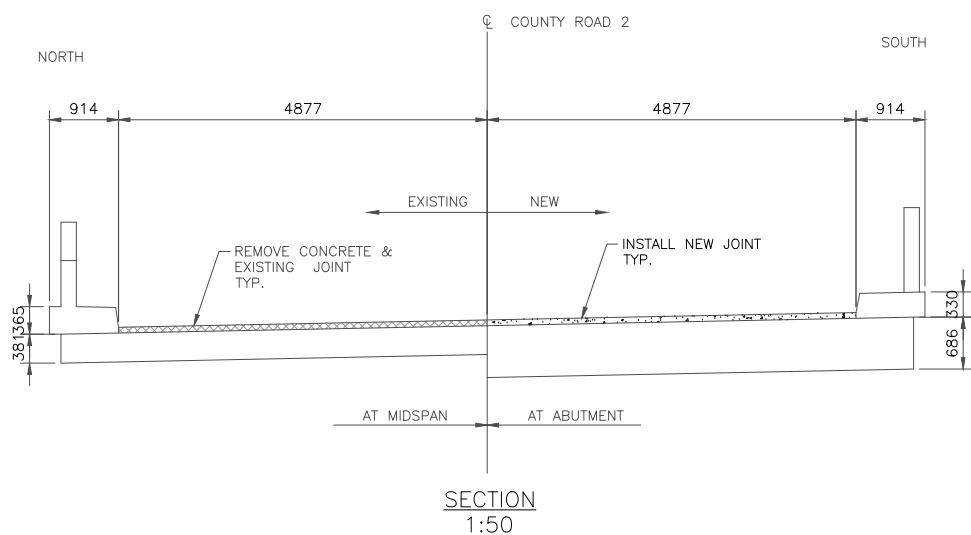 ℄ COUNTY ROAD 2
NORTH
SOUTH
914
4877
4877
914
EXISTING
NEW
REMOVE CONCRETE &
EXISTING JOINT
TYP.
INSTALL NEW JOINT
TYP.
365
381
330
686
AT MIDSPAN
AT ABUTMENT
SECTION
1:50